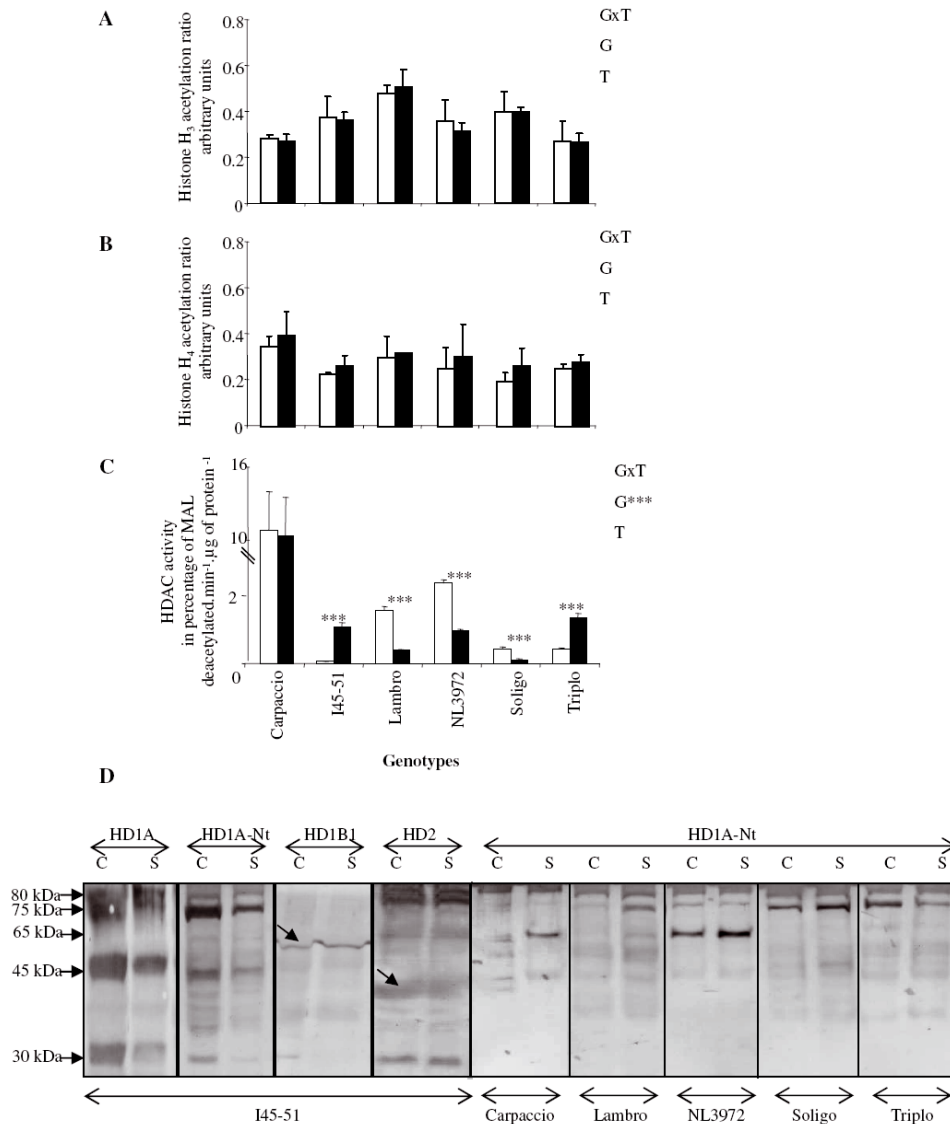 A
Histone H3 acetylation ratio
arbitrary units
0.8
0.6
0.4
0.2
0
GxT
G
T
B
Histone H4 acetylation ratio
arbitrary units
0.8
0.6
0.4
0.2
0
GxT
G
T
C
HDAC activity
in percentage of MAL
deacetylated.min-1.µg of protein-1
16
10
2
0
***
***
***
***
***
GxT
G***
T
Carpaccio
I45-51
Lambro
NL3972
Soligo
Triplo
Genotypes
D
HD1A
HD1A-Nt
HD1B1
HD2
HD1A-Nt
C S C S C S C S C S C S C S C S C S
80 kDa
75 kDa
65 kDa
45 kDa
30 kDa
I45-51
Carpaccio
Lambro
NL3972
Soligo
Triplo